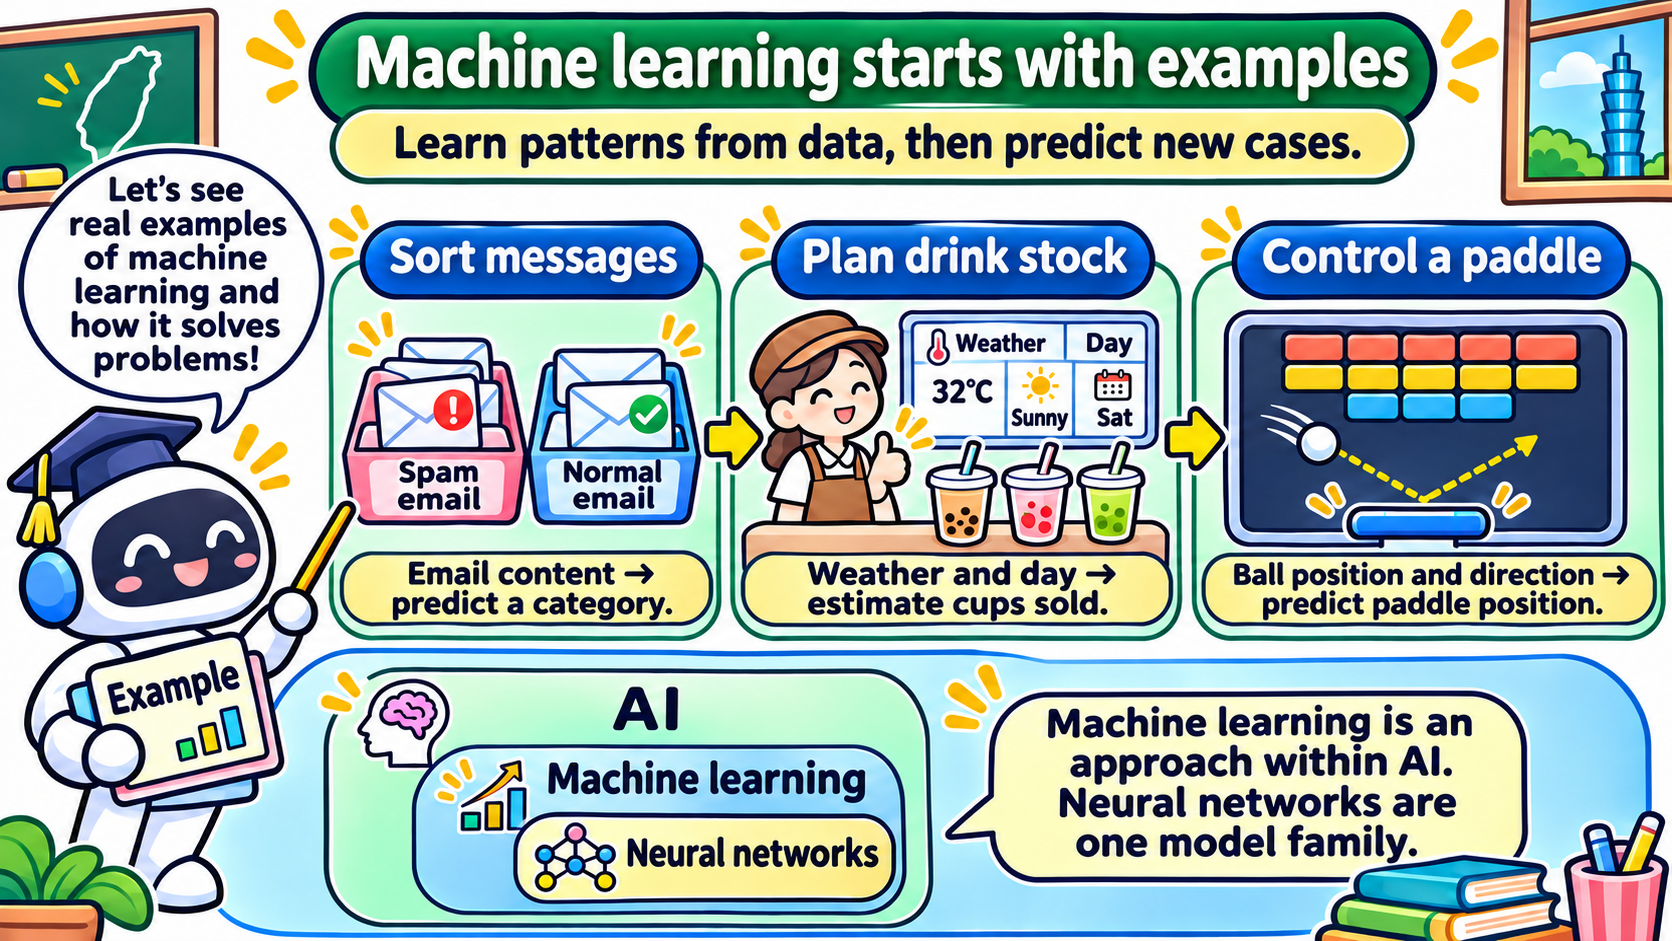 Machine learning starts with examples
Learn patterns from data, then predict new cases.
Let's see
real examples
of machine
learning and
how it solves
problems!
Sort messages
Spam
email
Normal
email
Email content →
predict a category.
Plan drink stock
Weather
Day
32°C
Sunny
Sat
Weather and day →
estimate cups sold.
Control a paddle
Ball position and direction →
predict paddle position.
Example
AI
Machine learning
Neural networks
Machine learning is an
approach within AI.
Neural networks are
one model family.